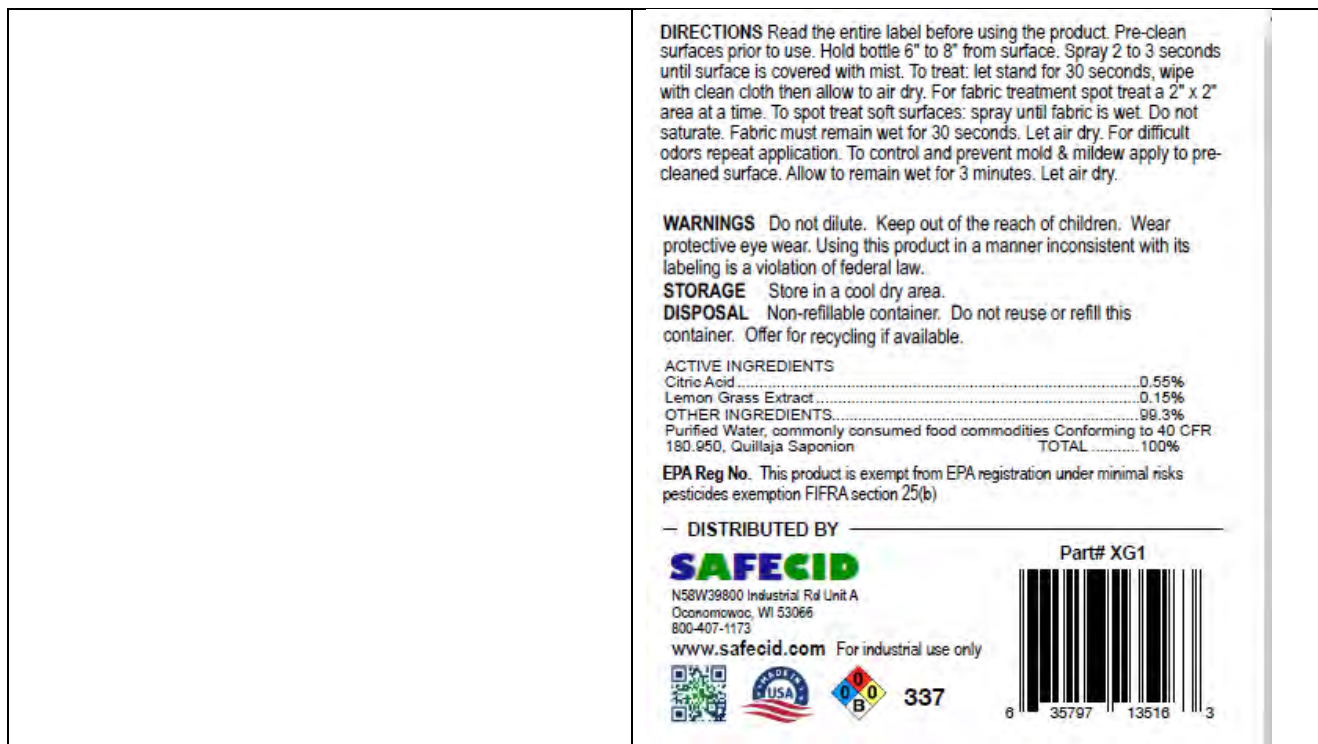 DIRECTIONS Read the entire label before using the product. Pre-clean
surfaces prior to use. Hold bottle 6" to 8" from surface. Spray 2 to 3 seconds
until surface is covered with mist. To treat: let stand for 30 seconds, wipe
with clean cloth then allow to air dry. For fabric treatment spot treat a 2" x 2"
area at a time. To spot treat soft surfaces: spray until fabric is wet. Do not
saturate. Fabric must remain wet for 30 seconds. Let air dry. For difficult
odors repeat application. To control and prevent mold & mildew apply to pre-
cleaned surface. Allow to remain wet for 3 minutes. Let air dry.
WARNINGS Do not dilute. Keep out of the reach of children. Wear
protective eye wear. Using this product in a manner inconsistent with its
labeling is a violation of federal law.
STORAGE Store in a cool dry area.
DISPOSAL Non-refillable container. Do not reuse or refill this
container. Offer for recycling if available.
ACTIVE INGREDIENTS
Citric Acid..........0.55%
Lemon Grass Extract..........0.15%
OTHER INGREDIENTS..........99.3%
Purified Water, commonly consumed food commodities Conforming to 40 CFR
180.950, Quillaja Saponion TOTAL ...........100%
EPA Reg No. This product is exempt from EPA registration under minimal risks
pesticides exemption FIFRA section 25(b)
DISTRIBUTED BY
SAFECID
N58W39800 Industrial Rd Unit A
Oconomowoc, WI 53066
800-407-1173
www.safecid.com For industrial use only
MADE IN
USA
0
0 0
B
337
Part# XG1
6 35797 13516 3